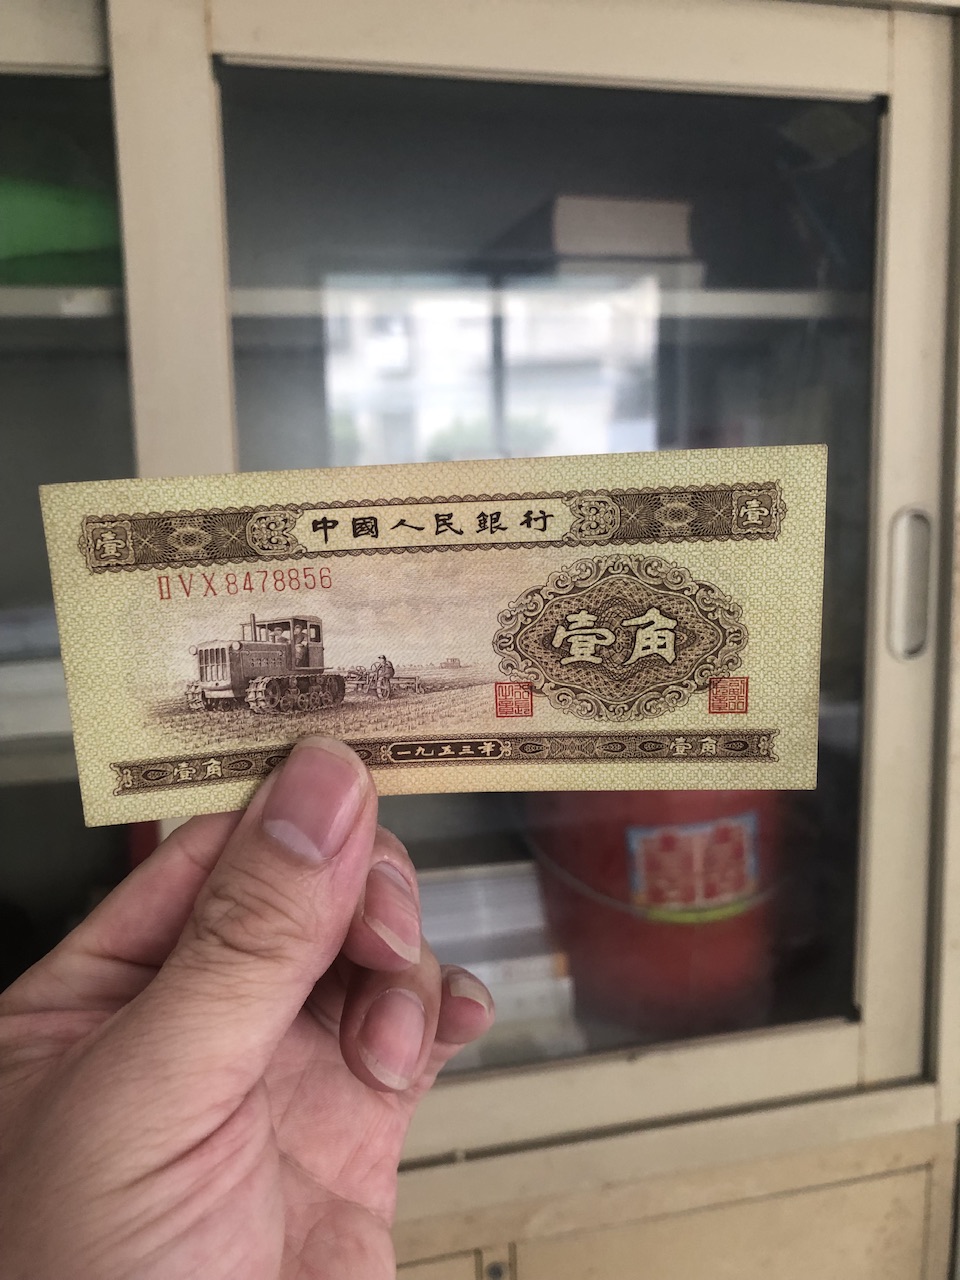 中國人民銀行
壹 壹
ⅡⅤⅩ8478856
壹角
一九五三年
壹角 壹角